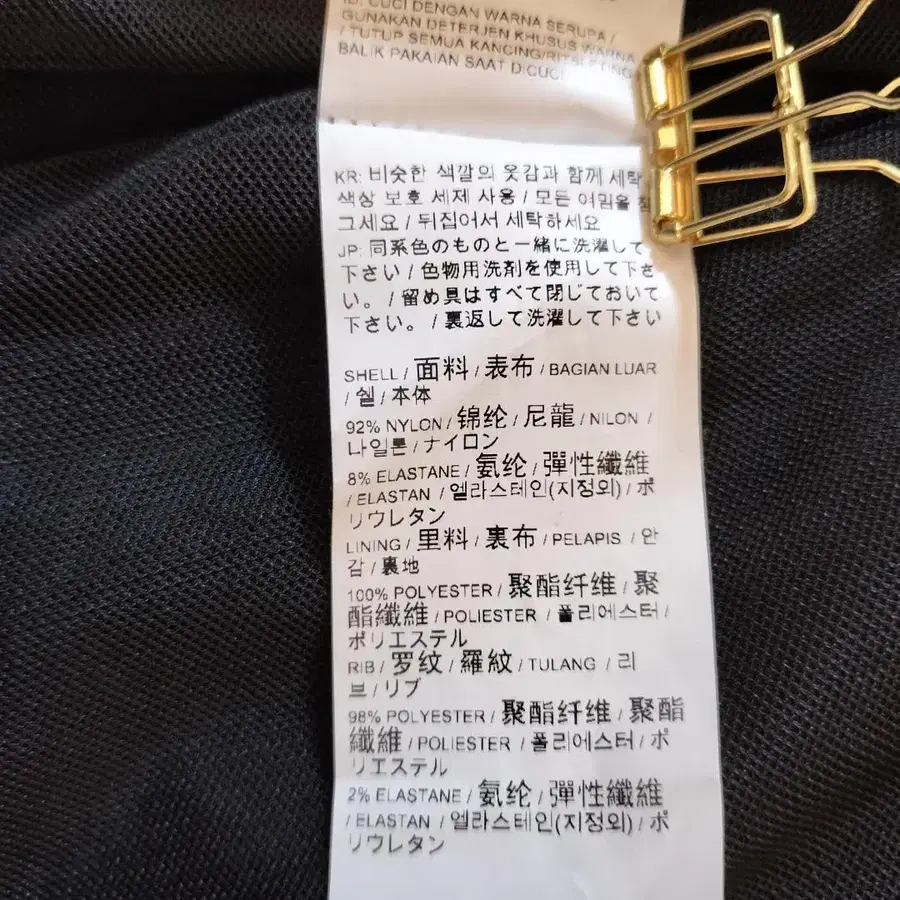 ID: CUCI DENGAN WARNA SERUPA /
GUNAKAN DETERJEN KHUSUS WARNA
/ TUTUP SEMUA KANCING/RITSLETING
BALIK PAKAIAN SAAT DICUCI
KR: 비슷한 색깔의 옷감과 함께 세탁
색상 보호 세제 사용 / 모든 여밈을
그세요 / 뒤집어서 세탁하세요
JP: 同系色のものと一緒に洗濯して
下さい / 色物用洗剤を使用して下さ
い。 / 留め具はすべて閉じておいて
下さい。 / 裏返して洗濯して下さい
SHELL / 面料 / 表布 / BAGIAN LUAR
/ 쉘 / 本体
92% NYLON / 锦纶 / 尼龍 / NILON /
나일론 / ナイロン
8% ELASTANE / 氨纶 / 彈性纖維
/ ELASTAN / 엘라스테인(지정외) / ポ
リウレタン
LINING / 里料 / 裏布 / PELAPIS / 안
감 / 裏地
100% POLYESTER / 聚酯纤维 / 聚
酯纖維 / POLIESTER / 폴리에스터 /
ポリエステル
RIB / 罗纹 / 羅紋 / TULANG / 리
브 / リブ
98% POLYESTER / 聚酯纤维 / 聚酯
纖維 / POLIESTER / 폴리에스터 / ポ
リエステル
2% ELASTANE / 氨纶 / 彈性纖維
/ ELASTAN / 엘라스테인(지정외) / ポ
リウレタン